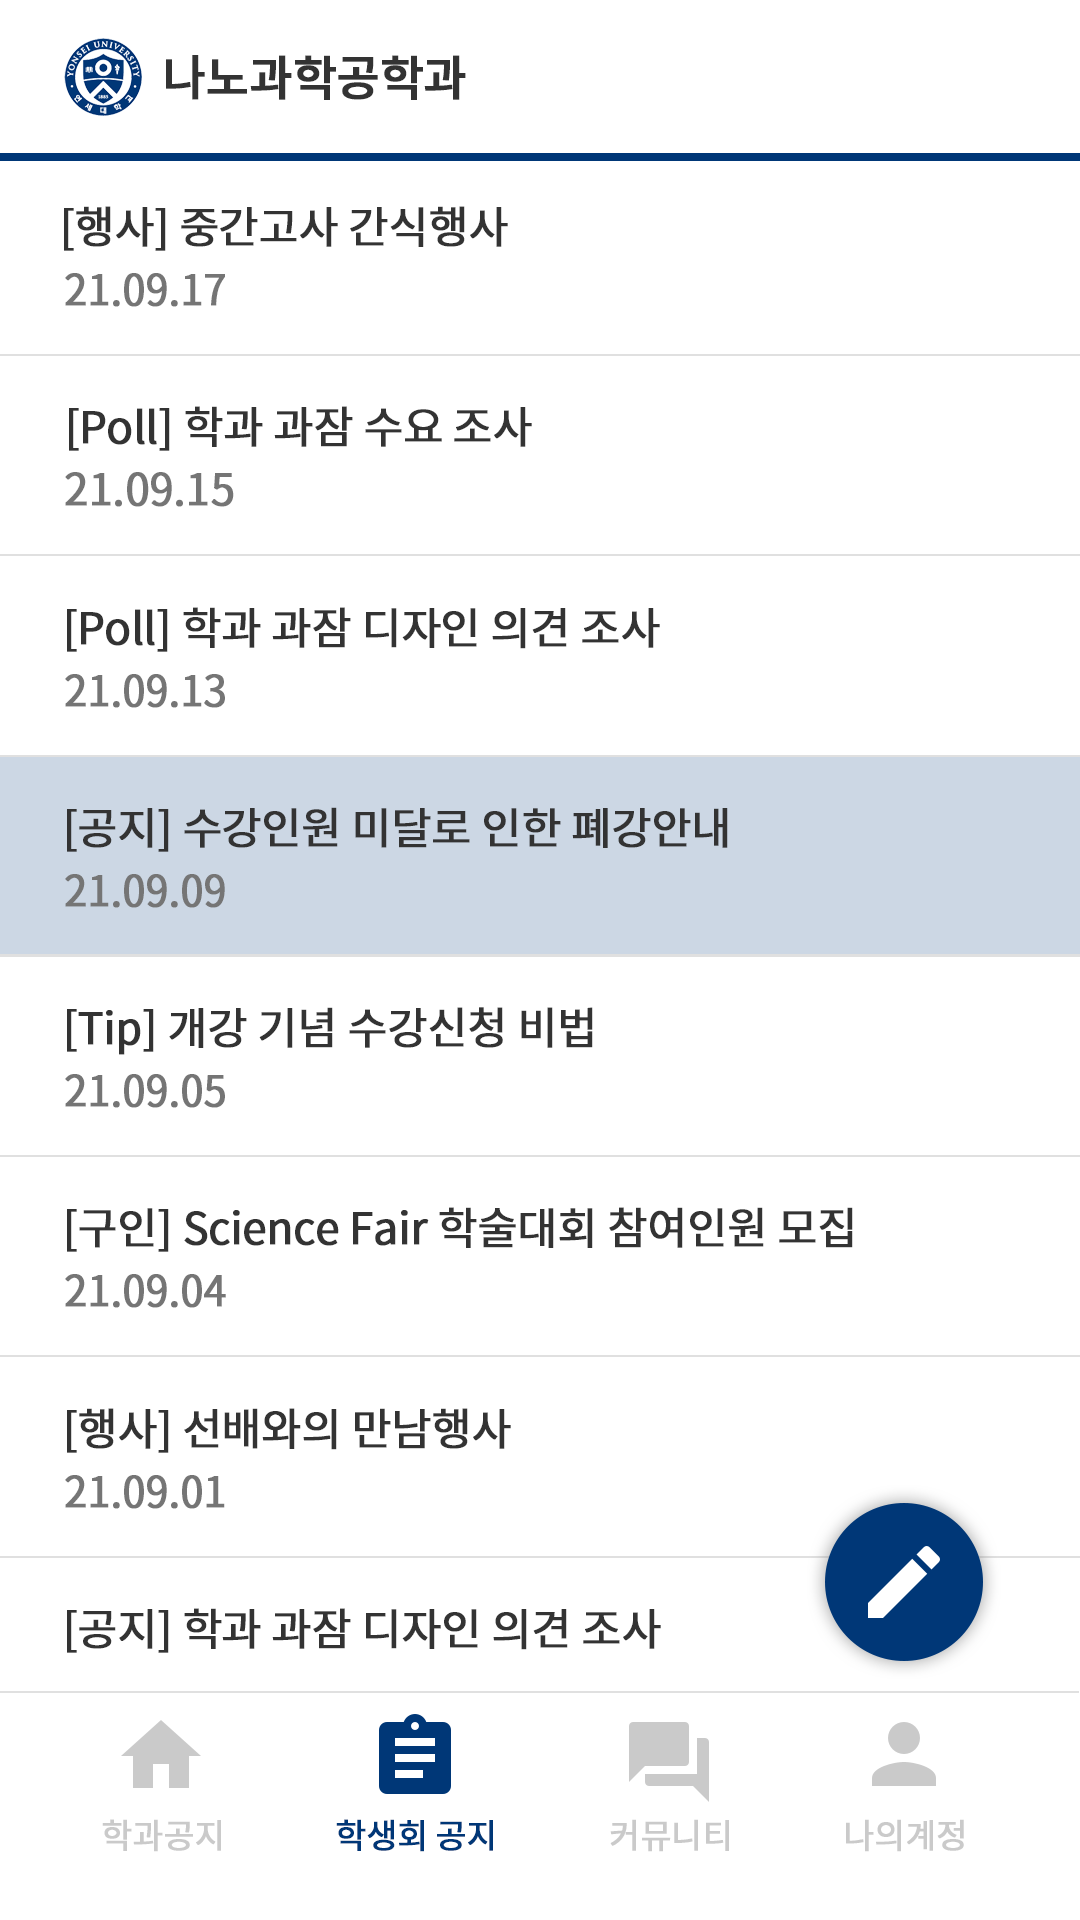 YONSEI UNIVERSITY
연세대학교
1885
나노과학공학과
[행사] 중간고사 간식행사
21.09.17
[Poll] 학과 과잠 수요 조사
21.09.15
[Poll] 학과 과잠 디자인 의견 조사
21.09.13
[공지] 수강인원 미달로 인한 폐강안내
21.09.09
[Tip] 개강 기념 수강신청 비법
21.09.05
[구인] Science Fair 학술대회 참여인원 모집
21.09.04
[행사] 선배와의 만남행사
21.09.01
[공지] 학과 과잠 디자인 의견 조사
학과공지 학생회 공지 커뮤니티 나의계정